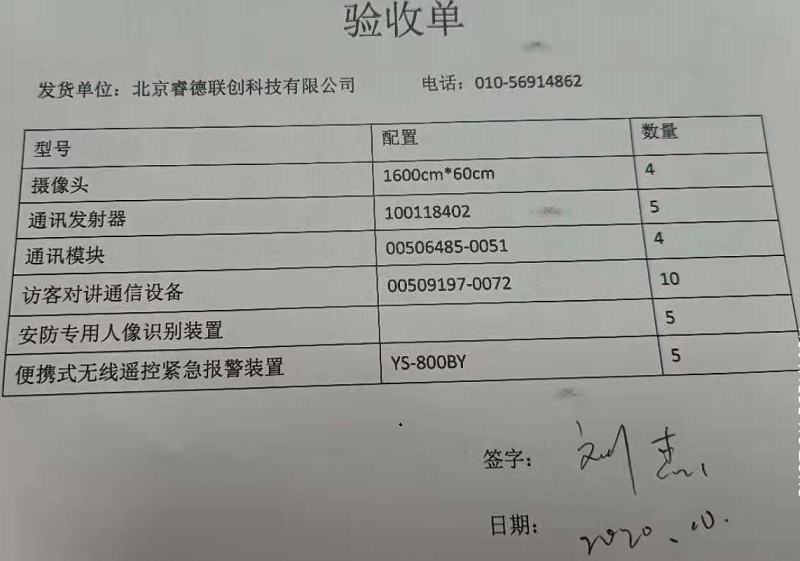 验收单
发货单位：北京睿德联创科技有限公司 电话：010-56914862
型号 配置 数量
摄像头 1600cm*60cm 4
通讯发射器 100118402 5
通讯模块 00506485-0051 4
访客对讲通信设备 00509197-0072 10
安防专用人像识别装置 5
便携式无线遥控紧急报警装置 YS-800BY 5
签字：刘杰
日期：2020.10.